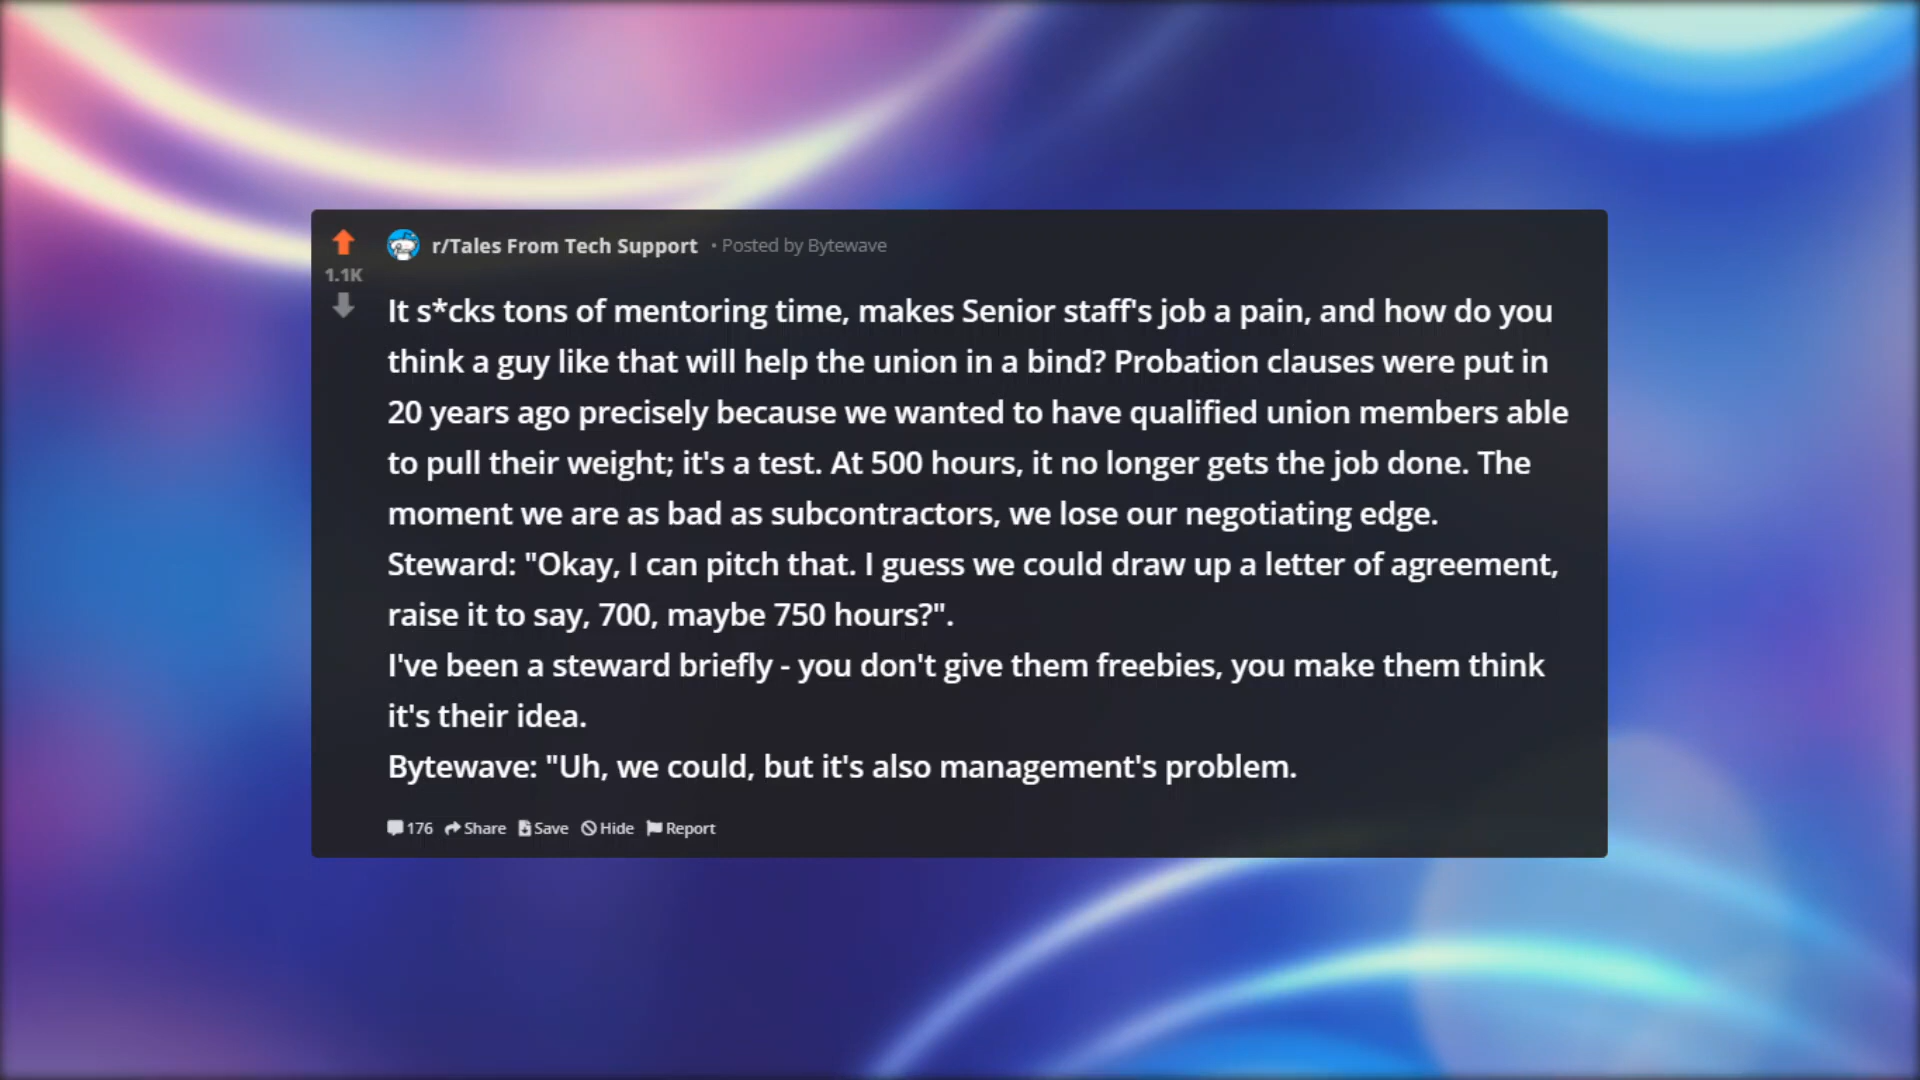 r/Tales From Tech Support • Posted by Bytewave
1.1K
It s*cks tons of mentoring time, makes Senior staff's job a pain, and how do you
think a guy like that will help the union in a bind? Probation clauses were put in
20 years ago precisely because we wanted to have qualified union members able
to pull their weight; it's a test. At 500 hours, it no longer gets the job done. The
moment we are as bad as subcontractors, we lose our negotiating edge.
Steward: "Okay, I can pitch that. I guess we could draw up a letter of agreement,
raise it to say, 700, maybe 750 hours?".
I've been a steward briefly - you don't give them freebies, you make them think
it's their idea.
Bytewave: "Uh, we could, but it's also management's problem.
176 Share Save Hide Report